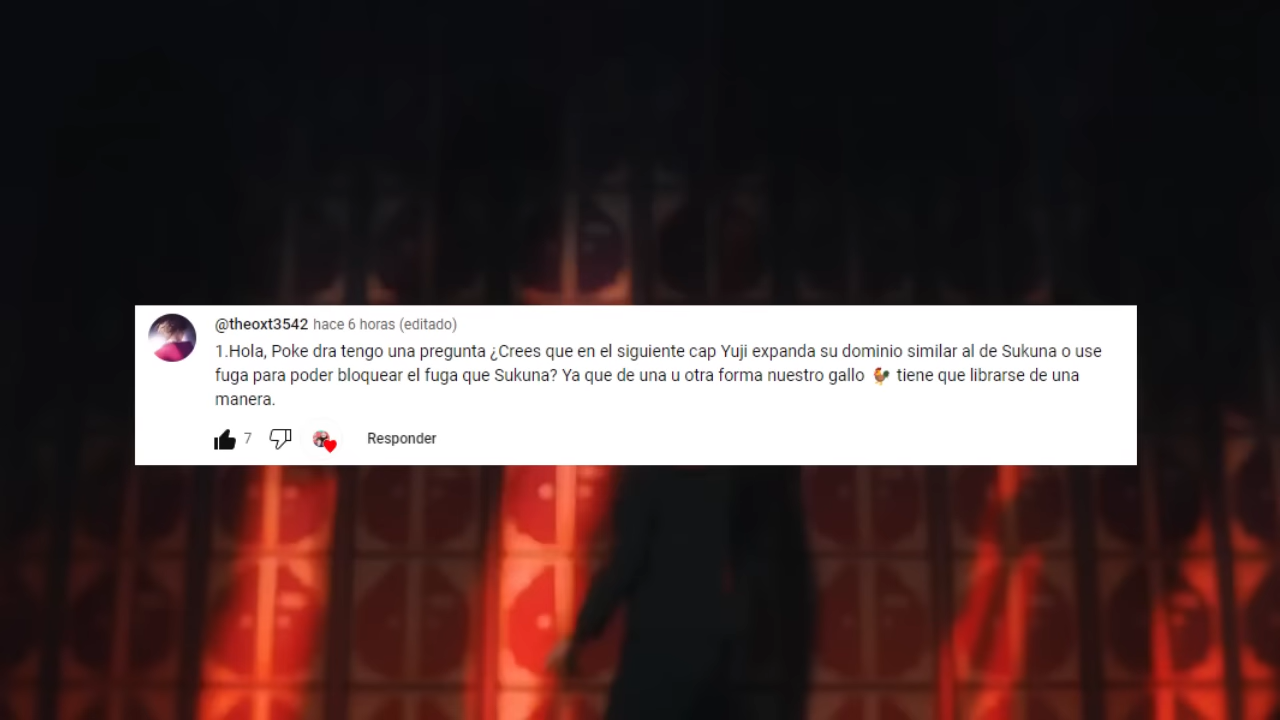 @theoxt3542 hace 6 horas (editado)
1.Hola, Poke dra tengo una pregunta ¿Crees que en el siguiente cap Yuji expanda su dominio similar al de Sukuna o use
fuga para poder bloquear el fuga que Sukuna? Ya que de una u otra forma nuestro gallo 🐓 tiene que librarse de una
manera.
7 Responder